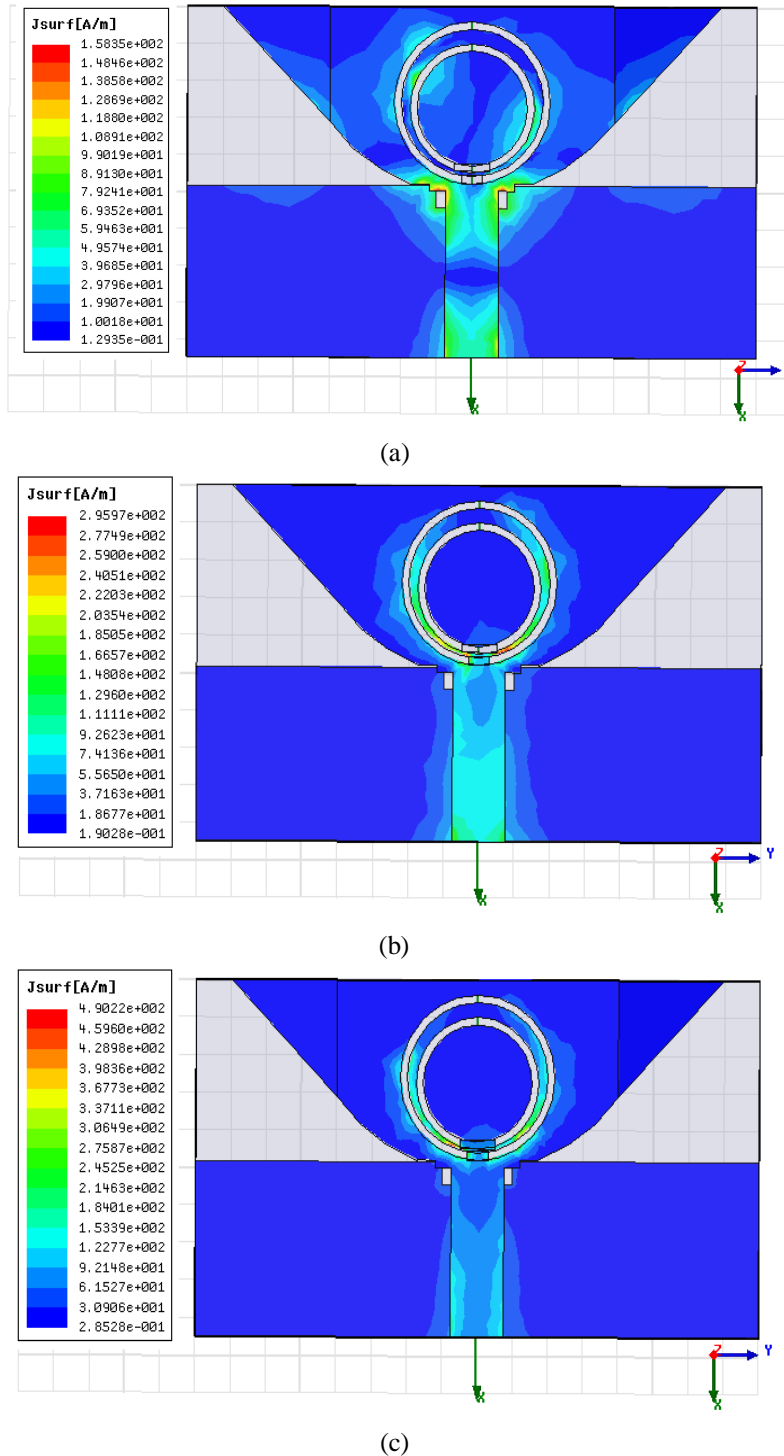 Jsurf[A/m]
1.5835e+002
1.4846e+002
1.3858e+002
1.2869e+002
1.1880e+002
1.0891e+002
9.9019e+001
8.9130e+001
7.9241e+001
6.9352e+001
5.9463e+001
4.9574e+001
3.9685e+001
2.9796e+001
1.9907e+001
1.0018e+001
1.2935e-001
X
Z
X
(a)
Jsurf[A/m]
2.9597e+002
2.7749e+002
2.5900e+002
2.4051e+002
2.2203e+002
2.0354e+002
1.8505e+002
1.6657e+002
1.4808e+002
1.2960e+002
1.1111e+002
9.2623e+001
7.4136e+001
5.5650e+001
3.7163e+001
1.8677e+001
1.9028e-001
X
Z
Y
X
(b)
Jsurf[A/m]
4.9022e+002
4.5960e+002
4.2898e+002
3.9836e+002
3.6773e+002
3.3711e+002
3.0649e+002
2.7587e+002
2.4525e+002
2.1463e+002
1.8401e+002
1.5339e+002
1.2277e+002
9.2148e+001
6.1527e+001
3.0906e+001
2.8528e-001
X
Z
Y
X
(c)